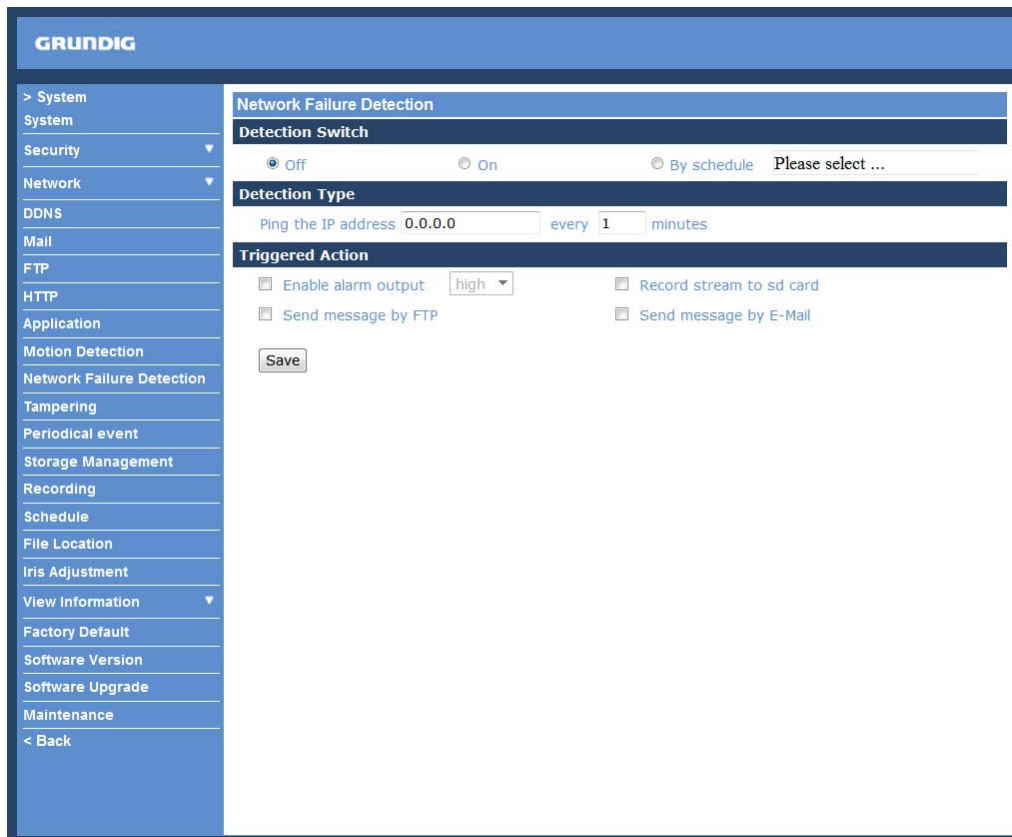 GRUNDIG
> System
System
Security
Network
DDNS
Mail
FTP
HTTP
Application
Motion Detection
Network Failure Detection
Tampering
Periodical event
Storage Management
Recording
Schedule
File Location
Iris Adjustment
View Information
Factory Default
Software Version
Software Upgrade
Maintenance
< Back
Network Failure Detection
Detection Switch
Off On By schedule Please select ...
Detection Type
Ping the IP address 0.0.0.0 every 1 minutes
Triggered Action
Enable alarm output high Record stream to sd card
Send message by FTP Send message by E-Mail
Save